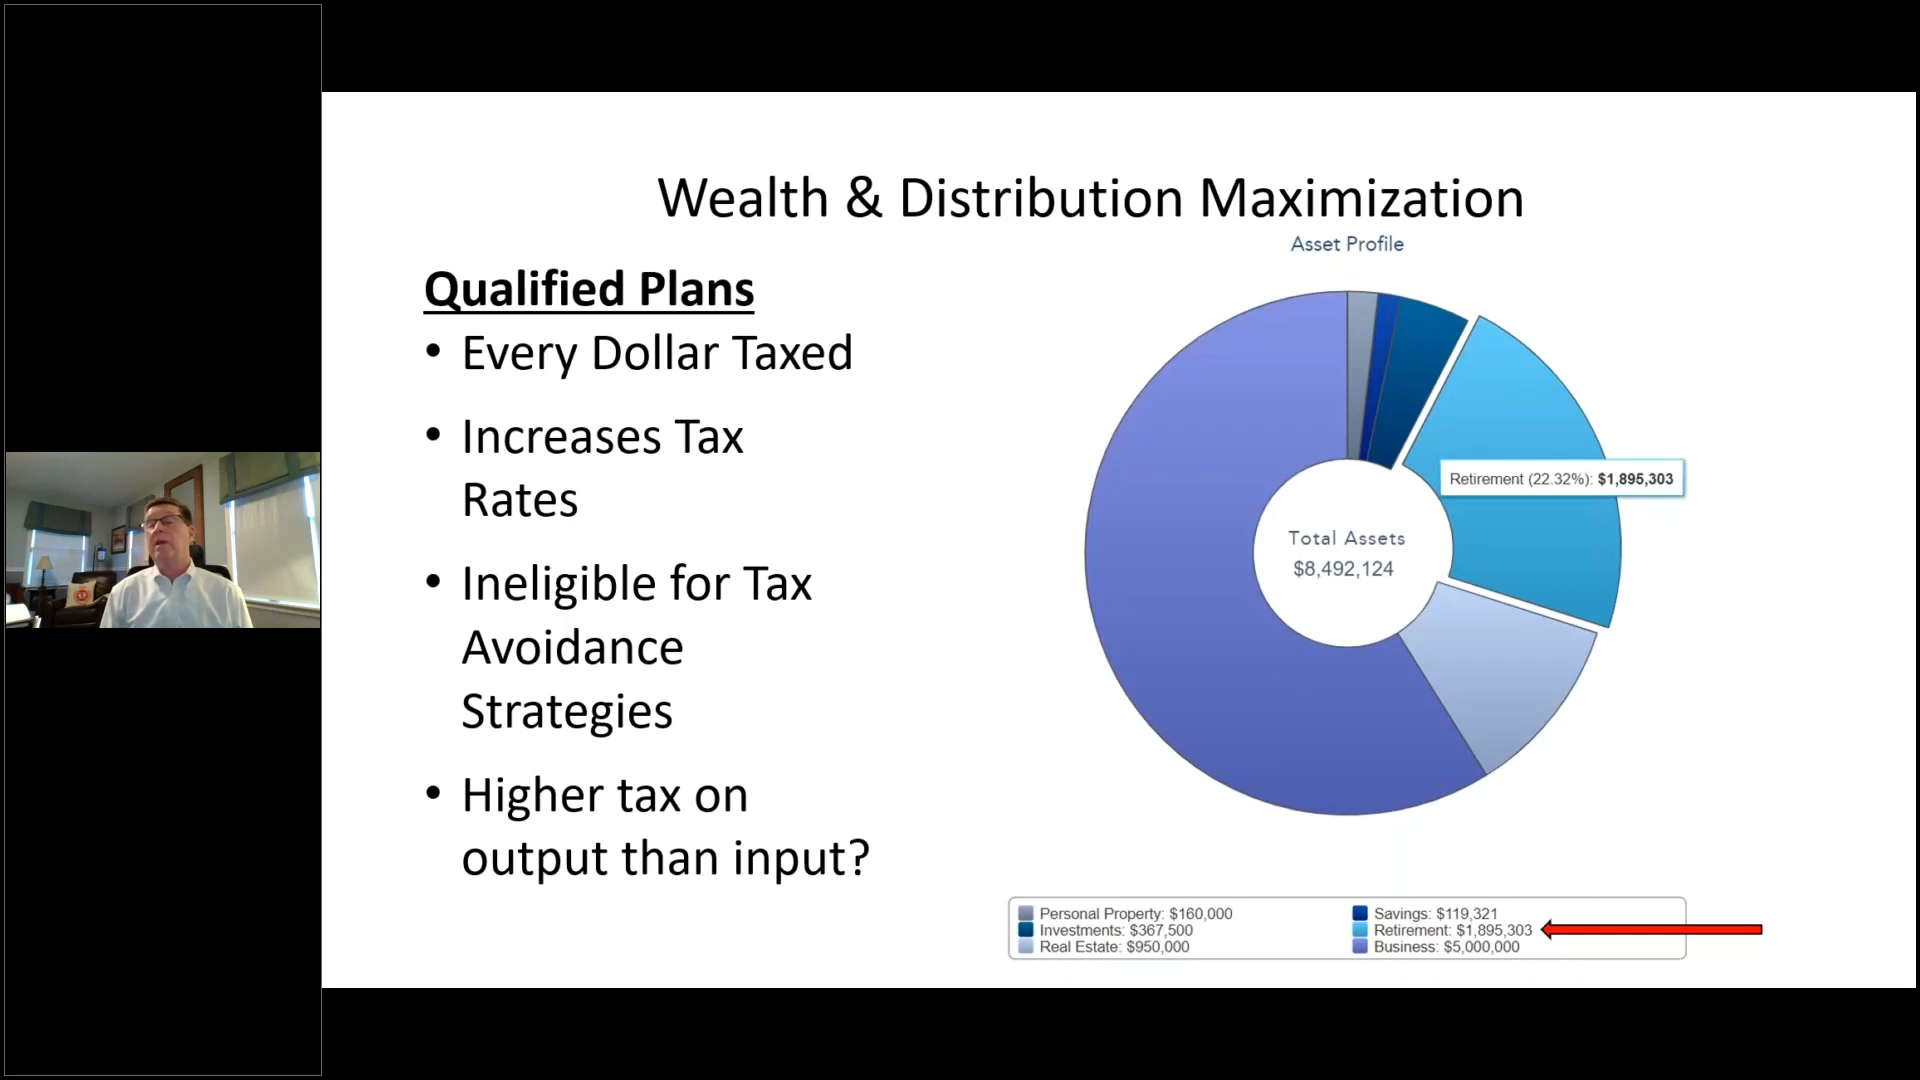 Wealth & Distribution Maximization
Asset Profile
Qualified Plans
• Every Dollar Taxed
• Increases Tax
Rates
• Ineligible for Tax
Avoidance
Strategies
• Higher tax on
output than input?
Retirement (22.32%): $1,895,303
Total Assets
$8,492,124
Personal Property: $160,000
Savings: $119,321
Investments: $367,500
Retirement: $1,895,303
Real Estate: $950,000
Business: $5,000,000